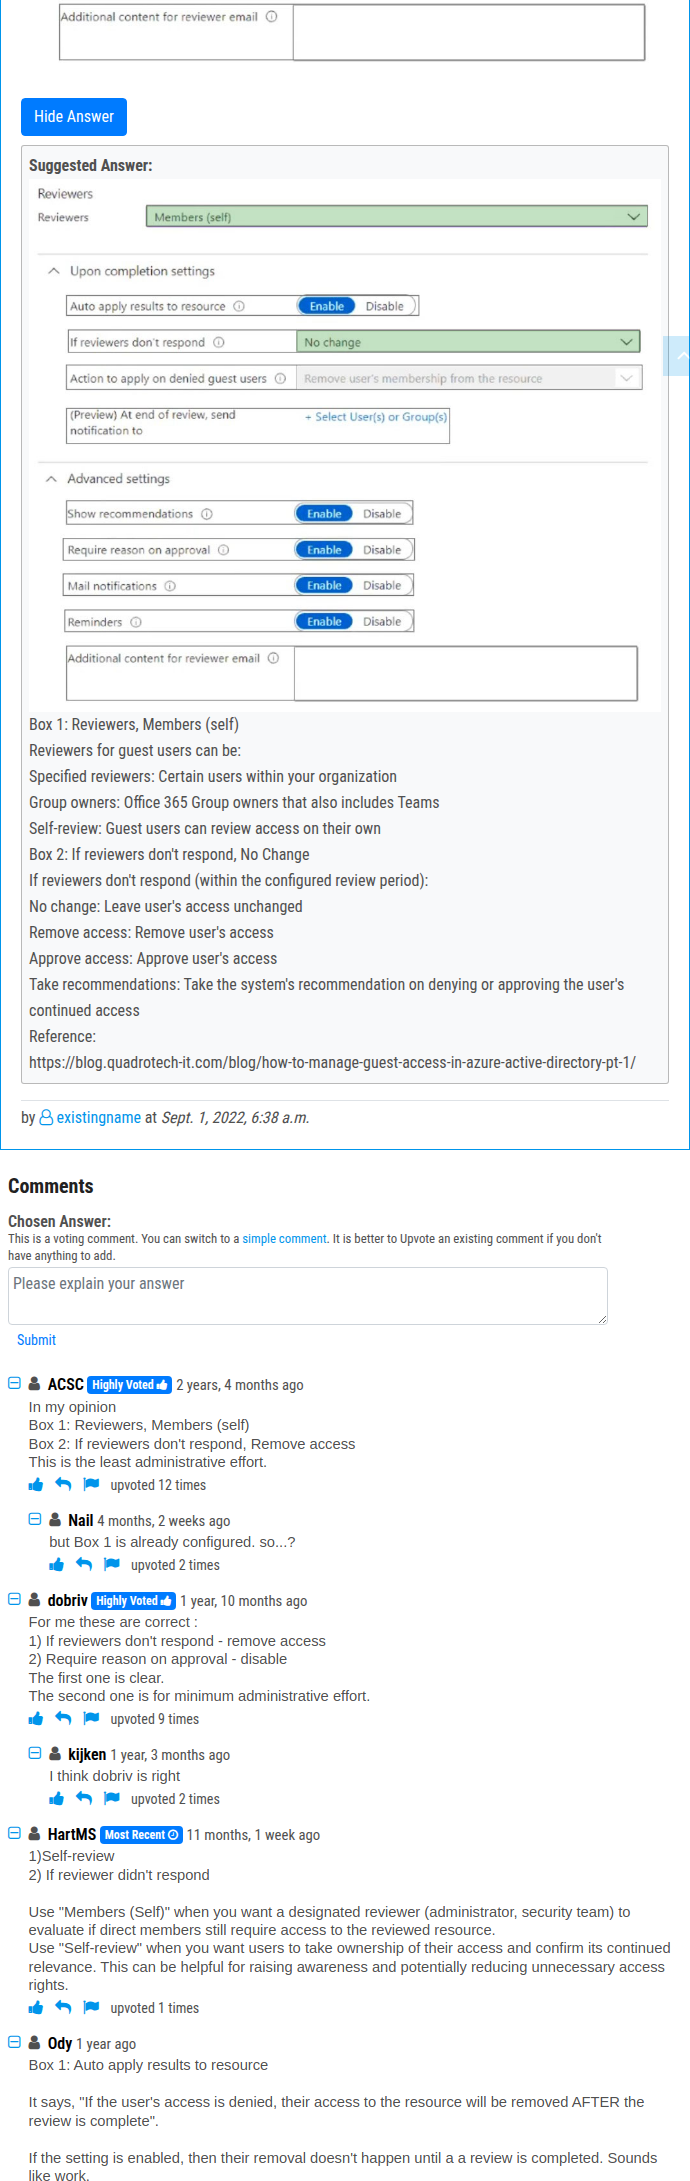 Additional content for reviewer email
Hide Answer
Suggested Answer:
Reviewers
Reviewers Members (self)
Upon completion settings
Auto apply results to resource Enable Disable
If reviewers don't respond No change
Action to apply on denied guest users Remove user's membership from the resource
(Preview) At end of review, send + Select User(s) or Group(s)
notification to
Advanced settings
Show recommendations Enable Disable
Require reason on approval Enable Disable
Mail notifications Enable Disable
Reminders Enable Disable
Additional content for reviewer email
Box 1: Reviewers, Members (self)
Reviewers for guest users can be:
Specified reviewers: Certain users within your organization
Group owners: Office 365 Group owners that also includes Teams
Self-review: Guest users can review access on their own
Box 2: If reviewers don't respond, No Change
If reviewers don't respond (within the configured review period):
No change: Leave user's access unchanged
Remove access: Remove user's access
Approve access: Approve user's access
Take recommendations: Take the system's recommendation on denying or approving the user's
continued access
Reference:
https://blog.quadrotech-it.com/blog/how-to-manage-guest-access-in-azure-active-directory-pt-1/
by existingname at Sept. 1, 2022, 6:38 a.m.
Comments
Chosen Answer:
This is a voting comment. You can switch to a simple comment. It is better to Upvote an existing comment if you don't
have anything to add.
Please explain your answer
Submit
ACSC Highly Voted 2 years, 4 months ago
In my opinion
Box 1: Reviewers, Members (self)
Box 2: If reviewers don't respond, Remove access
This is the least administrative effort.
upvoted 12 times
Nail 4 months, 2 weeks ago
but Box 1 is already configured. so...?
upvoted 2 times
dobriv Highly Voted 1 year, 10 months ago
For me these are correct :
1) If reviewers don't respond - remove access
2) Require reason on approval - disable
The first one is clear.
The second one is for minimum administrative effort.
upvoted 9 times
kijken 1 year, 3 months ago
I think dobriv is right
upvoted 2 times
HartMS Most Recent 11 months, 1 week ago
1)Self-review
2) If reviewer didn't respond
Use "Members (Self)" when you want a designated reviewer (administrator, security team) to
evaluate if direct members still require access to the reviewed resource.
Use "Self-review" when you want users to take ownership of their access and confirm its continued
relevance. This can be helpful for raising awareness and potentially reducing unnecessary access
rights.
upvoted 1 times
Ody 1 year ago
Box 1: Auto apply results to resource
It says, "If the user's access is denied, their access to the resource will be removed AFTER the
review is complete".
If the setting is enabled, then their removal doesn't happen until a a review is completed. Sounds
like work.